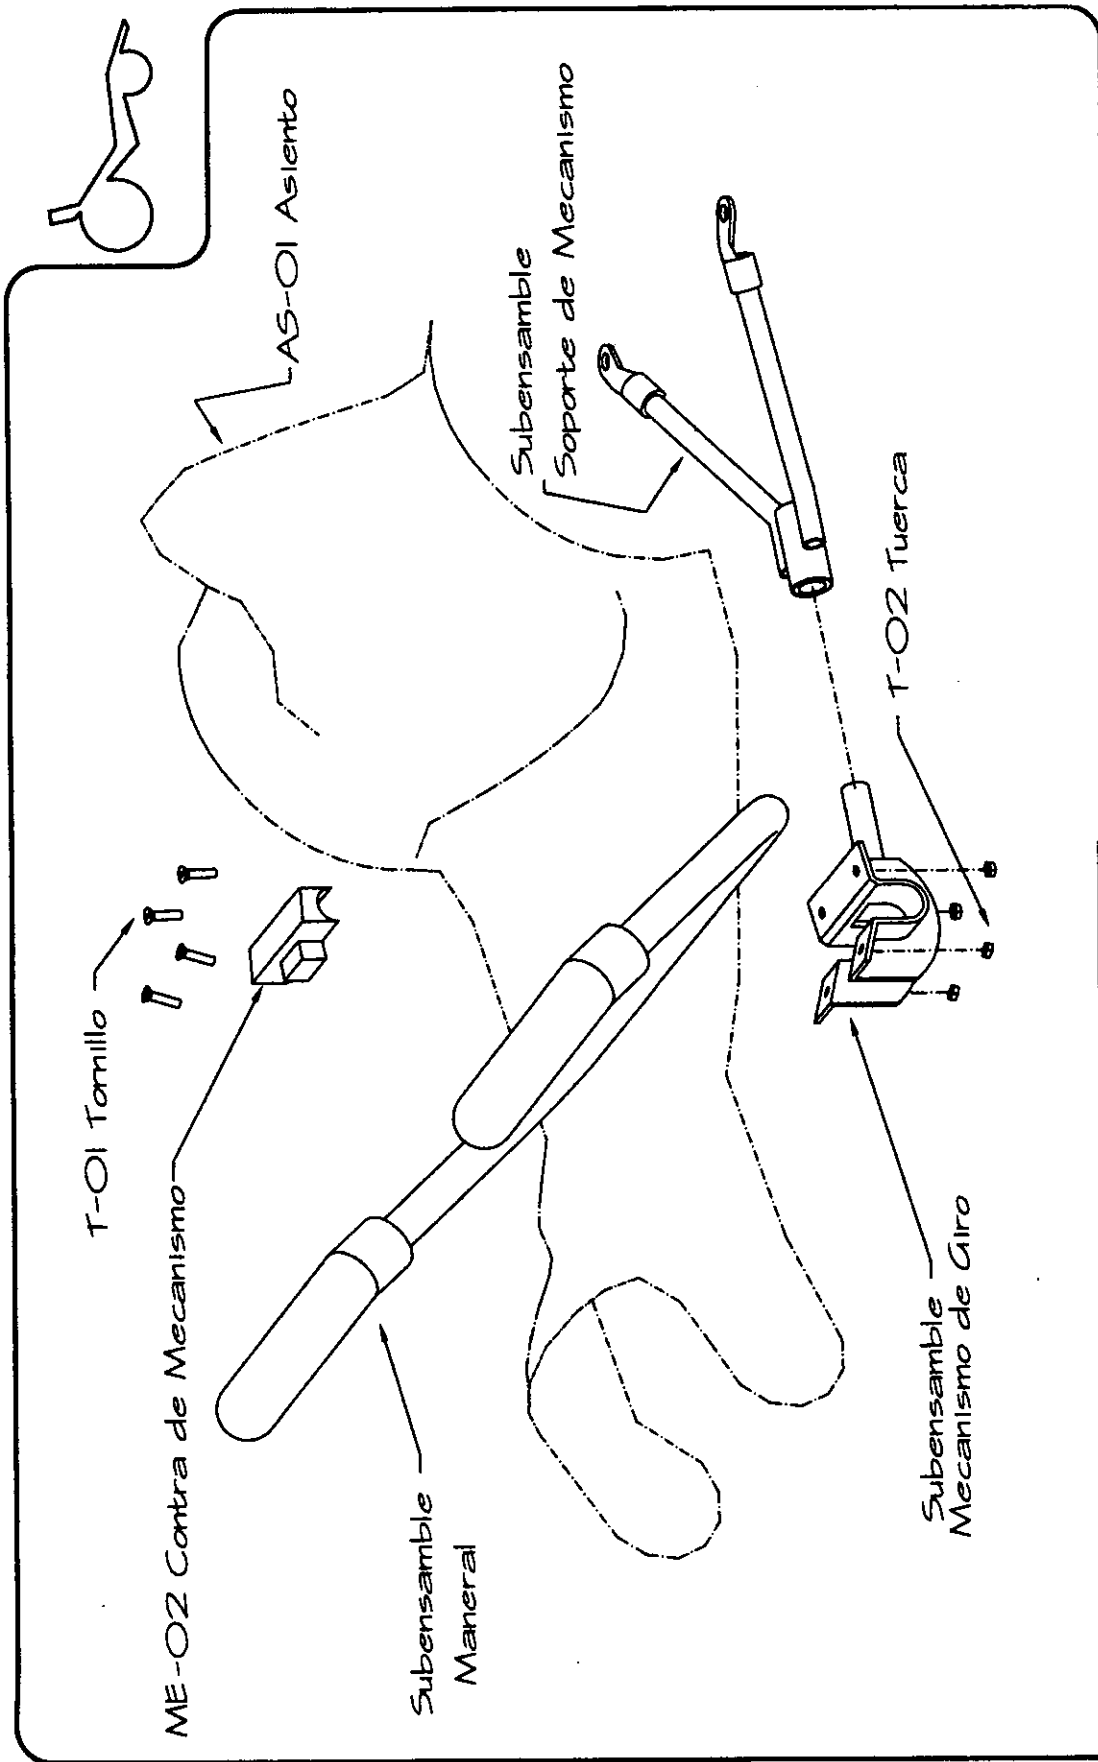 T-01 Tornillo
ME-02 Contra de Mecanismo
AS-01 Asiento
Subensamble
Maneral
Subensamble
Soporte de Mecanismo
T-02 Tuerca
Subensamble
Mecanismo de Giro